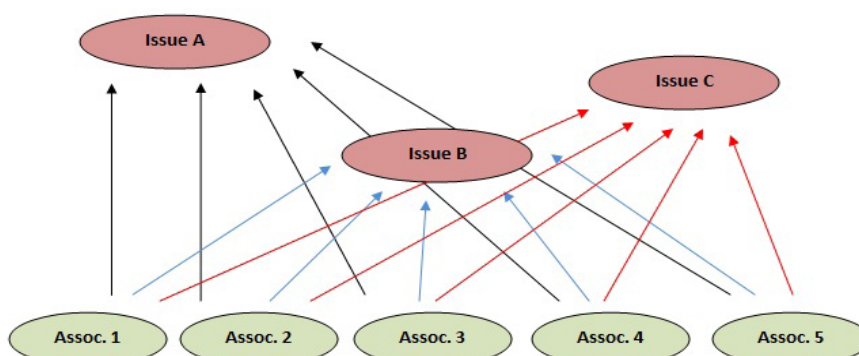 Issue A
Issue C
Issue B
Assoc. 1
Assoc. 2
Assoc. 3
Assoc. 4
Assoc. 5